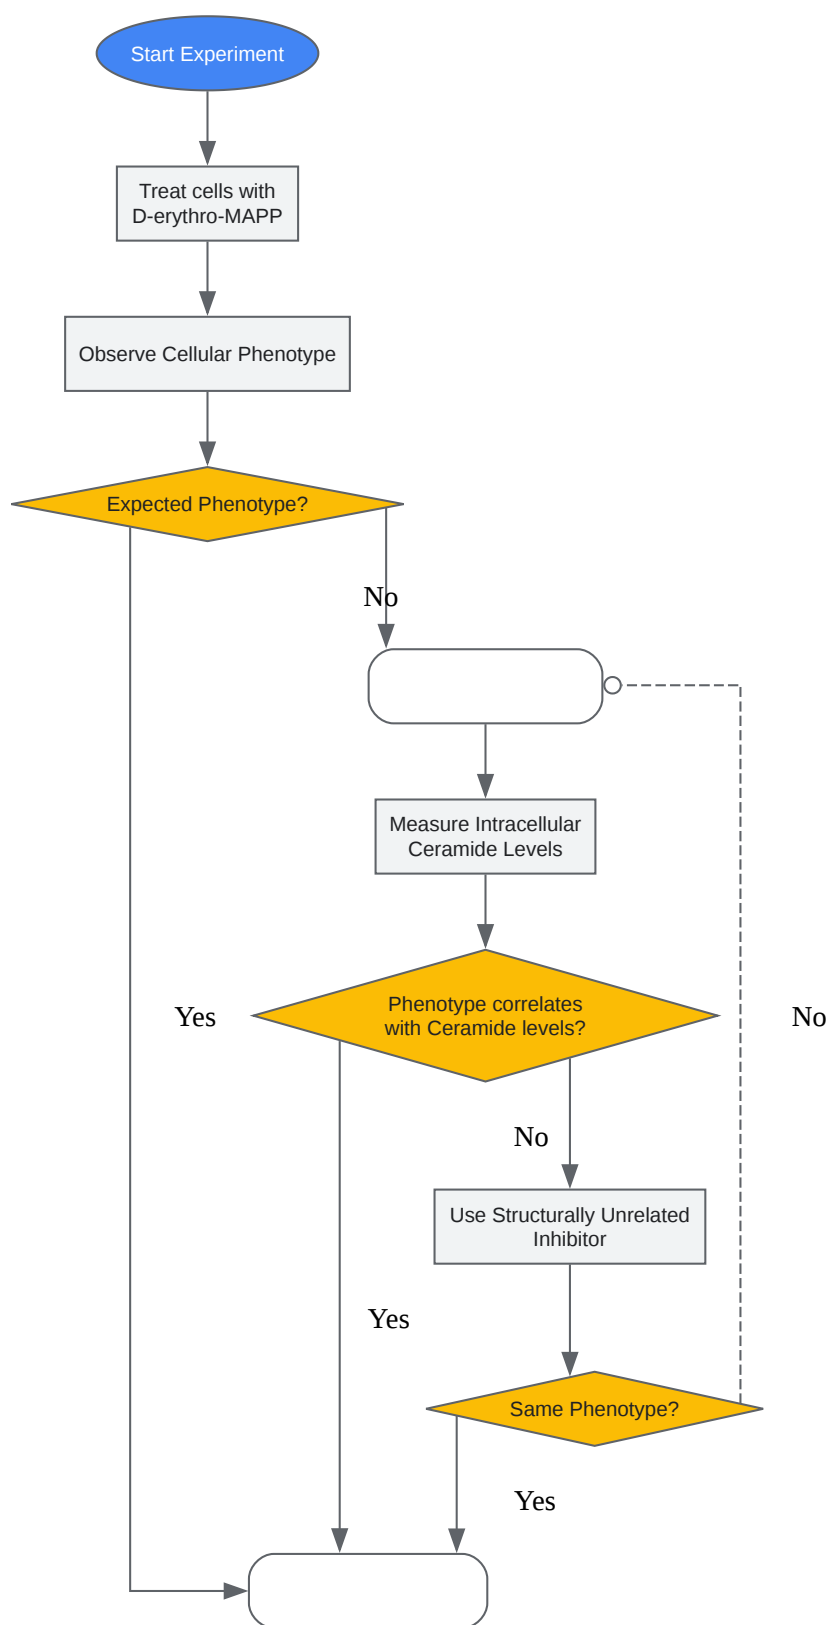 Start Experiment
Treat cells with
D-erythro-MAPP
Observe Cellular Phenotype
Expected Phenotype?
No
Measure Intracellular
Ceramide Levels
Phenotype correlates
with Ceramide levels?
Yes
No
No
Use Structurally Unrelated
Inhibitor
Yes
Same Phenotype?
Yes